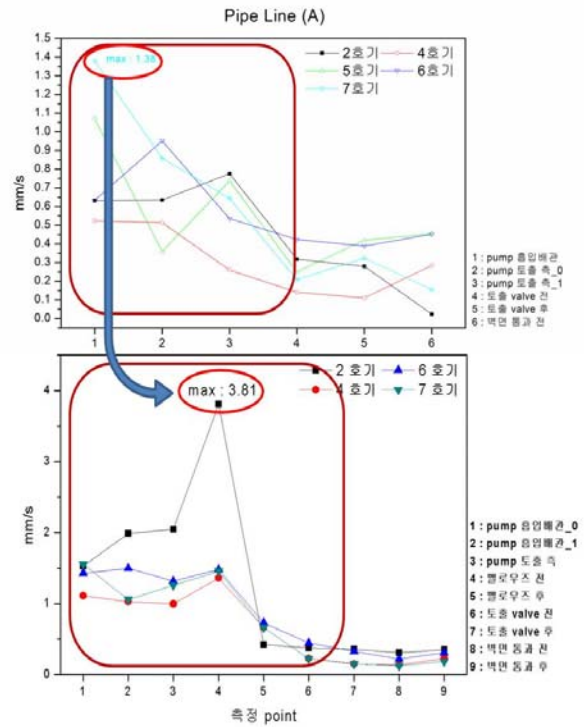 Pipe Line (A)
1.5
1.4
1.3
1.2
1.1
1.0
0.9
0.8
0.7
0.6
0.5
0.4
0.3
0.2
0.1
0.0
mm/s
max : 1.38
2호기
4호기
5호기
6호기
7호기
1 2 3 4 5 6
1 : pump 흡입배관
2 : pump 토출 측_0
3 : pump 토출 측_1
4 : 토출 valve 전
5 : 토출 valve 후
6 : 벽면 통과 전
4
3
2
1
0
mm/s
max : 3.81
2 호기
6 호기
4 호기
7 호기
1 2 3 4 5 6 7 8 9
측정 point
1 : pump 흡입배관_0
2 : pump 흡입배관_1
3 : pump 토출 측
4 : 벨로우즈 전
5 : 벨로우즈 후
6 : 토출 valve 전
7 : 토출 valve 후
8 : 벽면 통과 전
9 : 벽면 통과 후